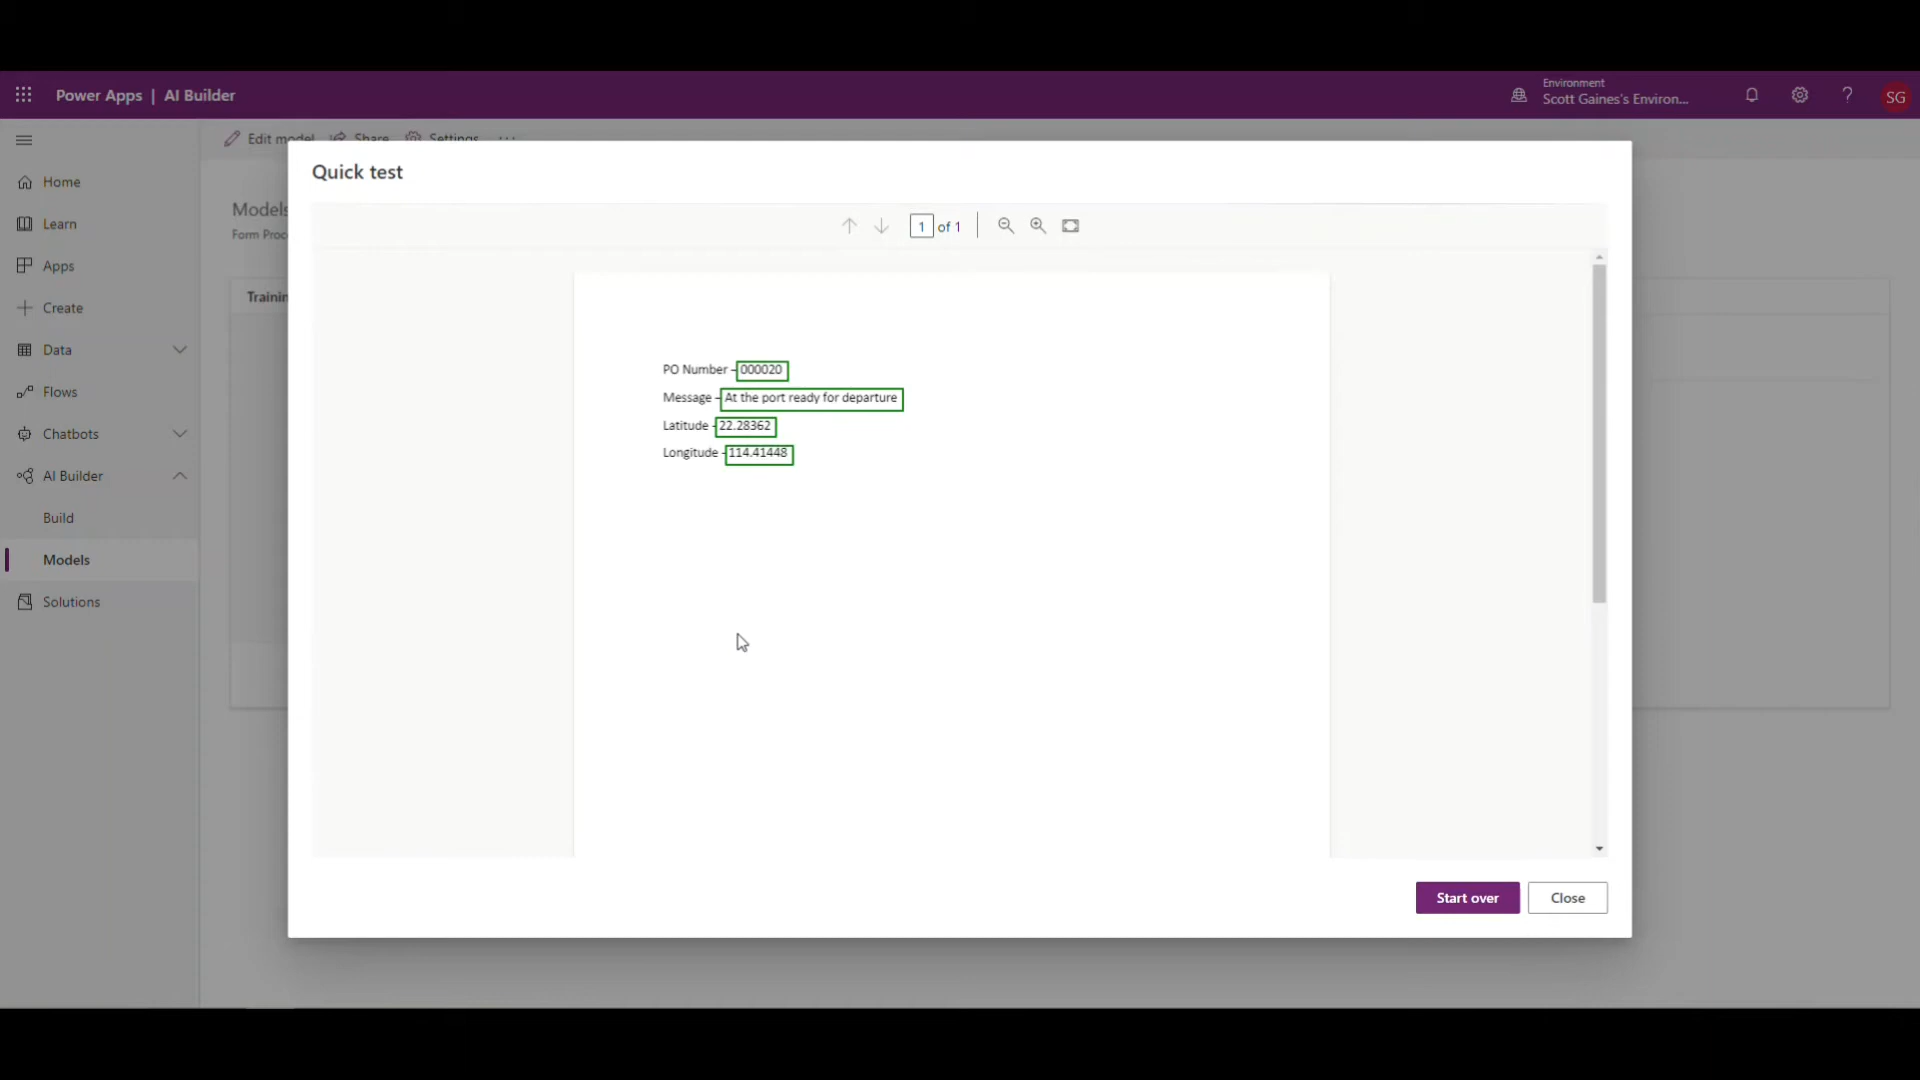 Power Apps | AI Builder
Environment
Scott Gaines's Environ...
?
SG
Edit model
Share
Settings
...
Home
Learn
Apps
Create
Data
Flows
Chatbots
AI Builder
Build
Models
Solutions
Models
Form Proc
Trainin
Quick test
1 of 1
PO Number – 000020
Message – At the port ready for departure
Latitude - 22.28362
Longitude - 114.41448
Start over
Close